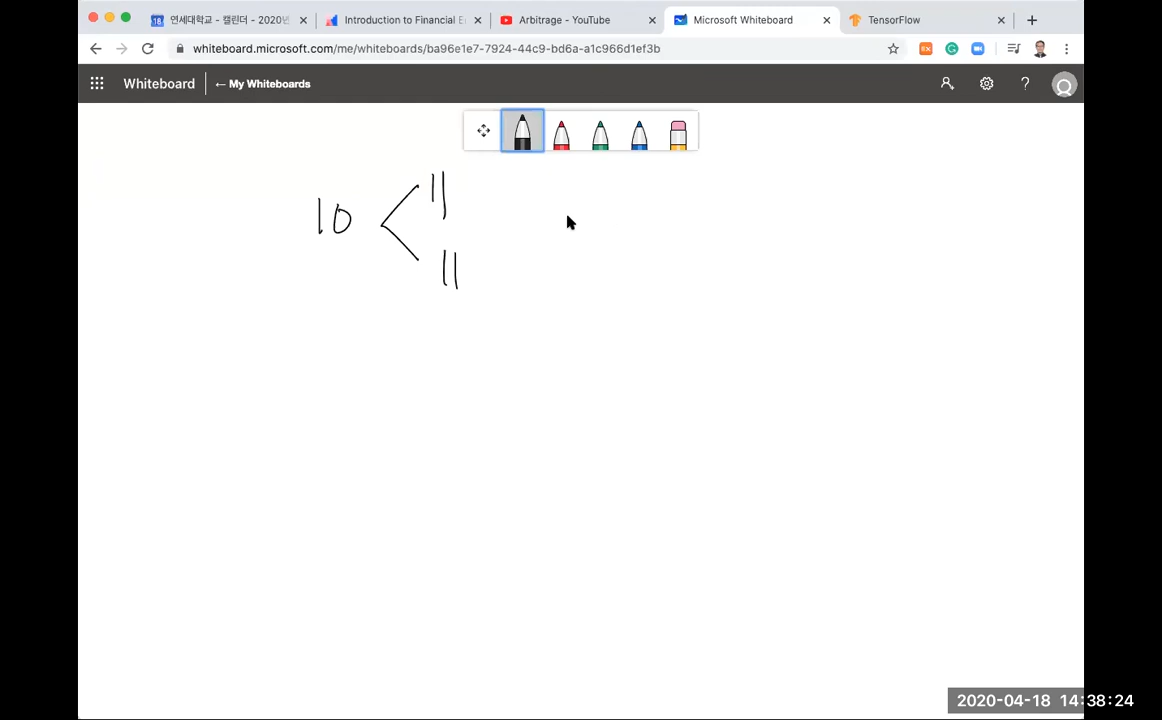 18 연세대학교 - 캘린더 - 2020년
Introduction to Financial E
Arbitrage - YouTube
Microsoft Whiteboard
TensorFlow
whiteboard.microsoft.com/me/whiteboards/ba96e1e7-7924-44c9-bd6a-a1c966d1ef3b
EX
Whiteboard
← My Whiteboards
?
11
10
11
2020-04-18 14:38:24